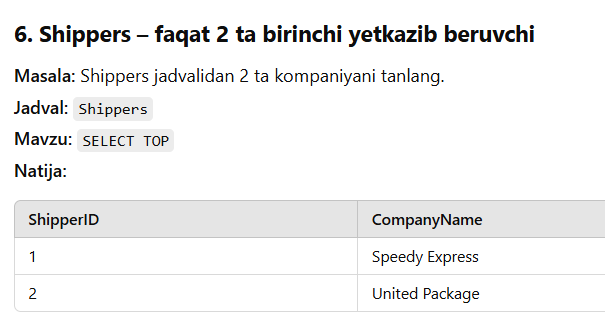 6. Shippers – faqat 2 ta birinchi yetkazib beruvchi
Masala: Shippers jadvalidan 2 ta kompaniyani tanlang.
Jadval: Shippers
Mavzu: SELECT TOP
Natija:
ShipperID CompanyName
1 Speedy Express
2 United Package